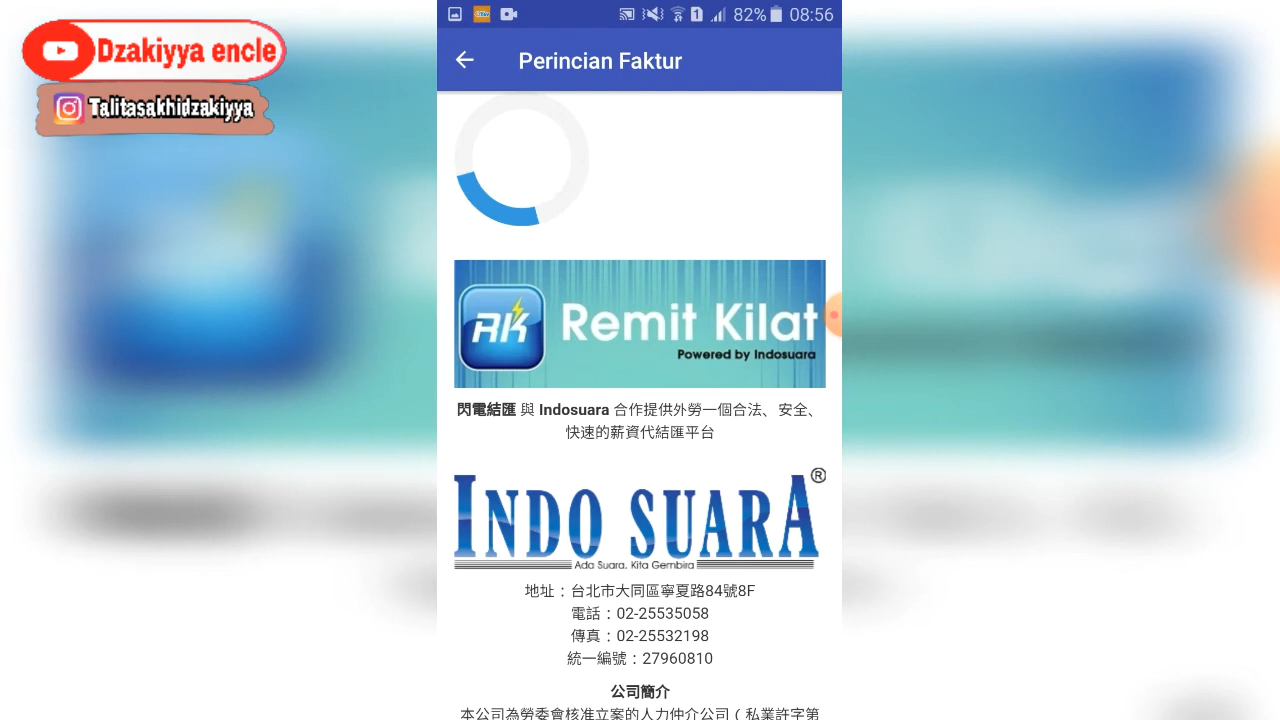 Dzakiyya encle
Talitasakhidzakiyya
1 82% 08:56
Perincian Faktur
RK Remit Kilat
Powered by Indosuara
閃電結匯 與 Indosuara 合作提供外勞一個合法、安全、
快速的薪資代結匯平台
INDO SUARA®
Ada Suara, Kita Gembira
地址：台北市大同區寧夏路84號8F
電話：02-25535058
傳真：02-25532198
統一編號：27960810
公司簡介
本公司為勞委會核准立案的人力仲介公司（私業許字第